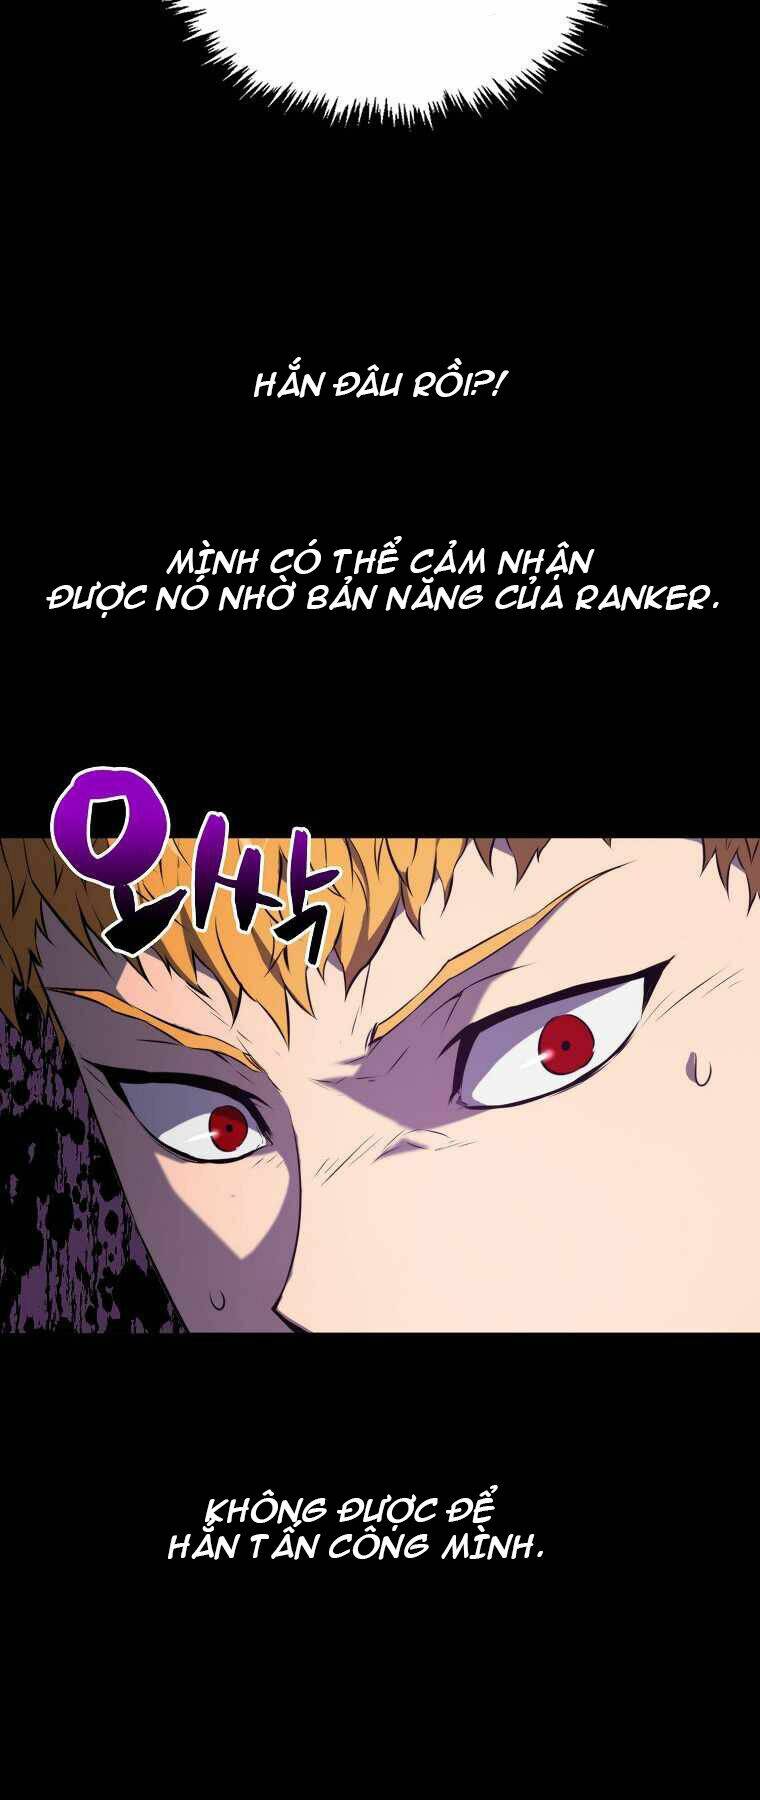 HẮN ĐÂU RỒI?!
MÌNH CÓ THỂ CẢM NHẬN
ĐƯỢC NÓ NHỜ BẢN NĂNG CỦA RANKER.
오싹
KHÔNG ĐƯỢC ĐỂ
HẮN TẤN CÔNG MÌNH.